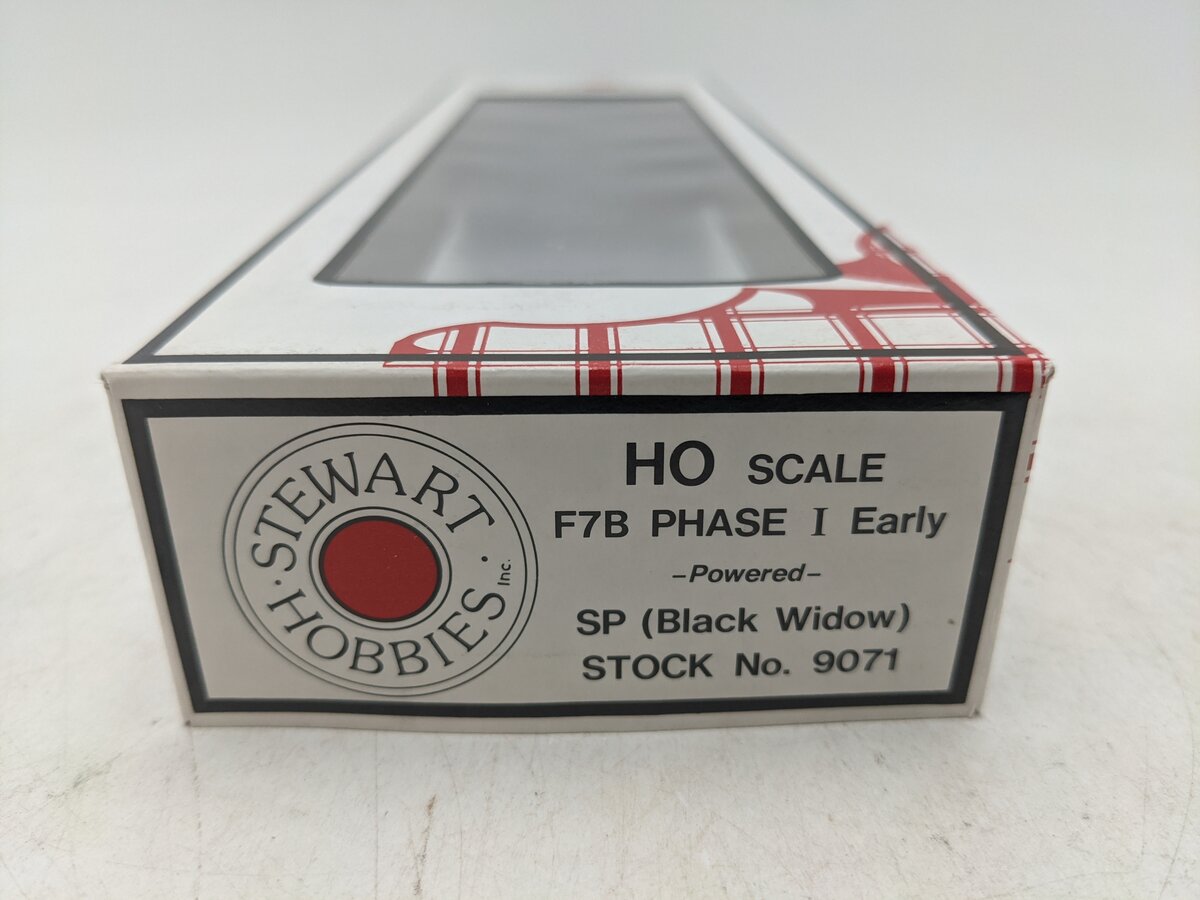 STEWART
HOBBIES Inc.
HO SCALE
F7B PHASE I Early
-Powered-
SP (Black Widow)
STOCK No. 9071